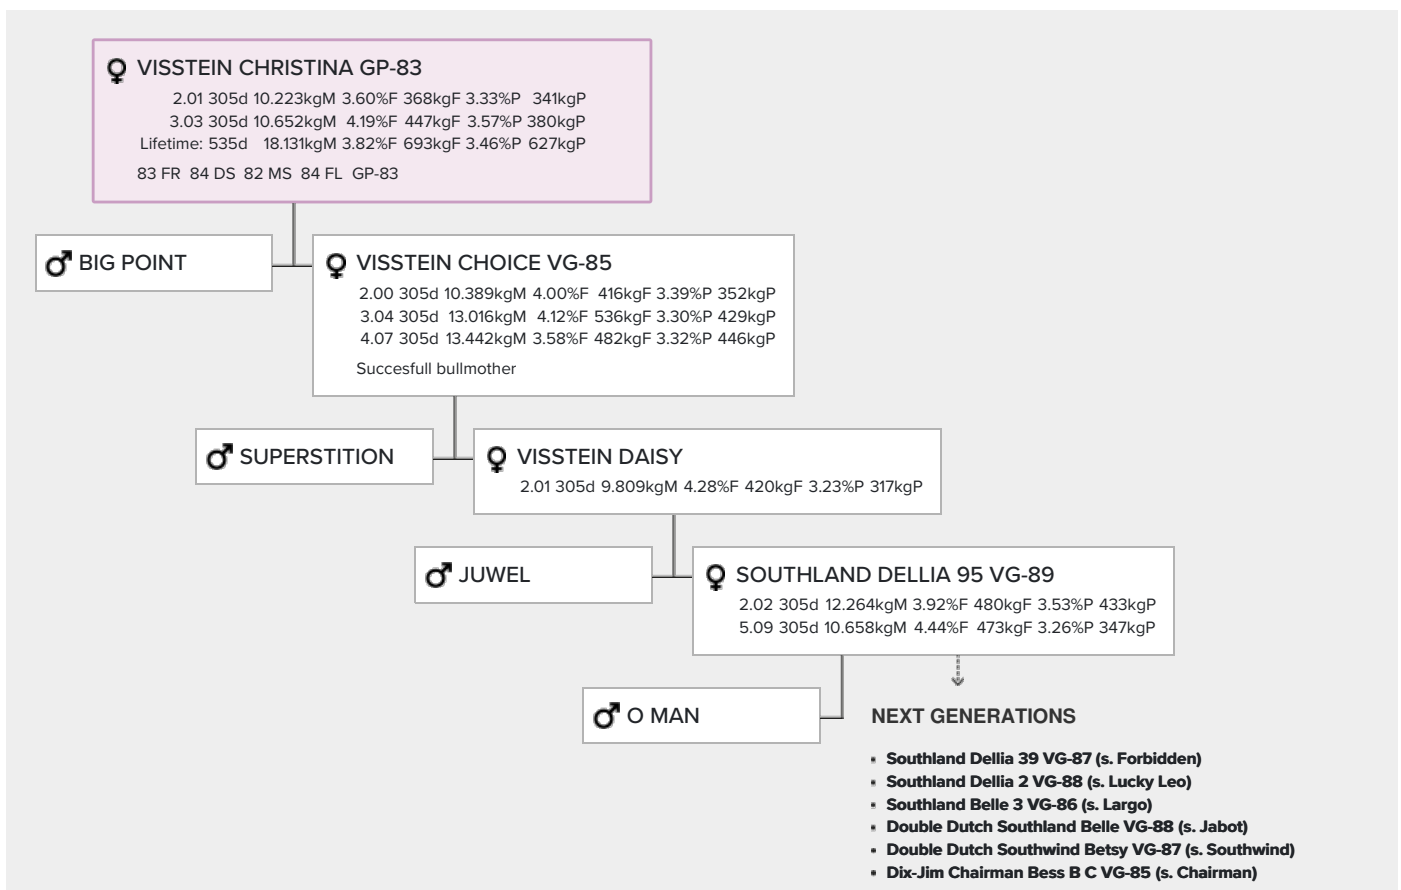 VISSTEIN CHRISTINA GP-83
2.01 305d 10.223kgM 3.60%F 368kgF 3.33%P 341kgP
3.03 305d 10.652kgM 4.19%F 447kgF 3.57%P 380kgP
Lifetime: 535d 18.131kgM 3.82%F 693kgF 3.46%P 627kgP
83 FR 84 DS 82 MS 84 FL GP-83
BIG POINT
VISSTEIN CHOICE VG-85
2.00 305d 10.389kgM 4.00%F 416kgF 3.39%P 352kgP
3.04 305d 13.016kgM 4.12%F 536kgF 3.30%P 429kgP
4.07 305d 13.442kgM 3.58%F 482kgF 3.32%P 446kgP
Succesfull bullmother
SUPERSTITION
VISSTEIN DAISY
2.01 305d 9.809kgM 4.28%F 420kgF 3.23%P 317kgP
JUWEL
SOUTHLAND DELLIA 95 VG-89
2.02 305d 12.264kgM 3.92%F 480kgF 3.53%P 433kgP
5.09 305d 10.658kgM 4.44%F 473kgF 3.26%P 347kgP
O MAN
NEXT GENERATIONS
Southland Dellia 39 VG-87 (s. Forbidden)
Southland Dellia 2 VG-88 (s. Lucky Leo)
Southland Belle 3 VG-86 (s. Largo)
Double Dutch Southland Belle VG-88 (s. Jabot)
Double Dutch Southwind Betsy VG-87 (s. Southwind)
Dix-Jim Chairman Bess B C VG-85 (s. Chairman)